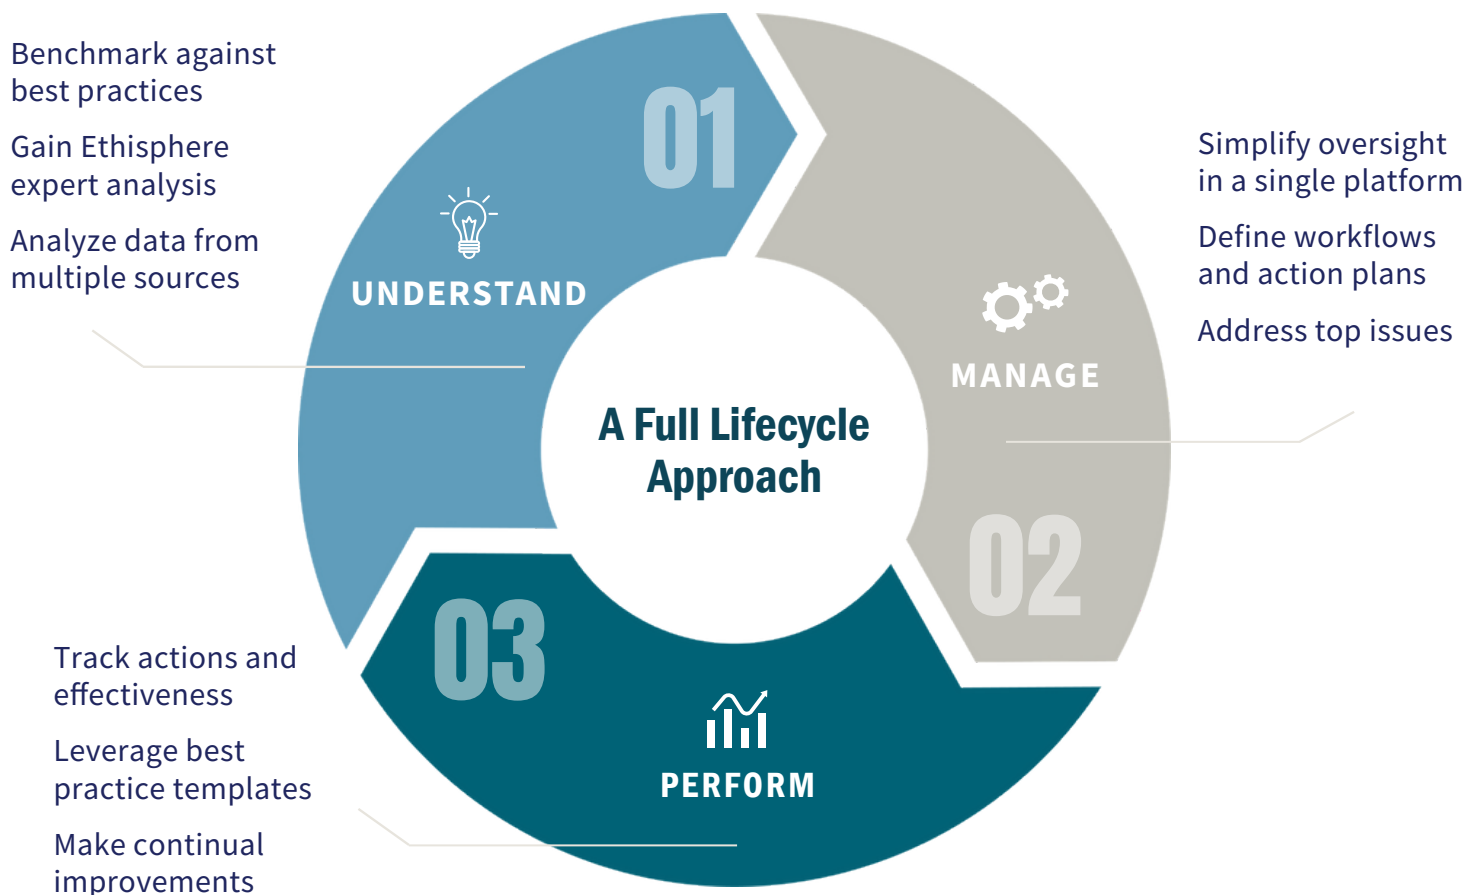 Benchmark against
best practices
Gain Ethisphere
expert analysis
Analyze data from
multiple sources
01
UNDERSTAND
Simplify oversight
in a single platform
Define workflows
and action plans
Address top issues
MANAGE
02
A Full Lifecycle
Approach
03
PERFORM
Track actions and
effectiveness
Leverage best
practice templates
Make continual
improvements